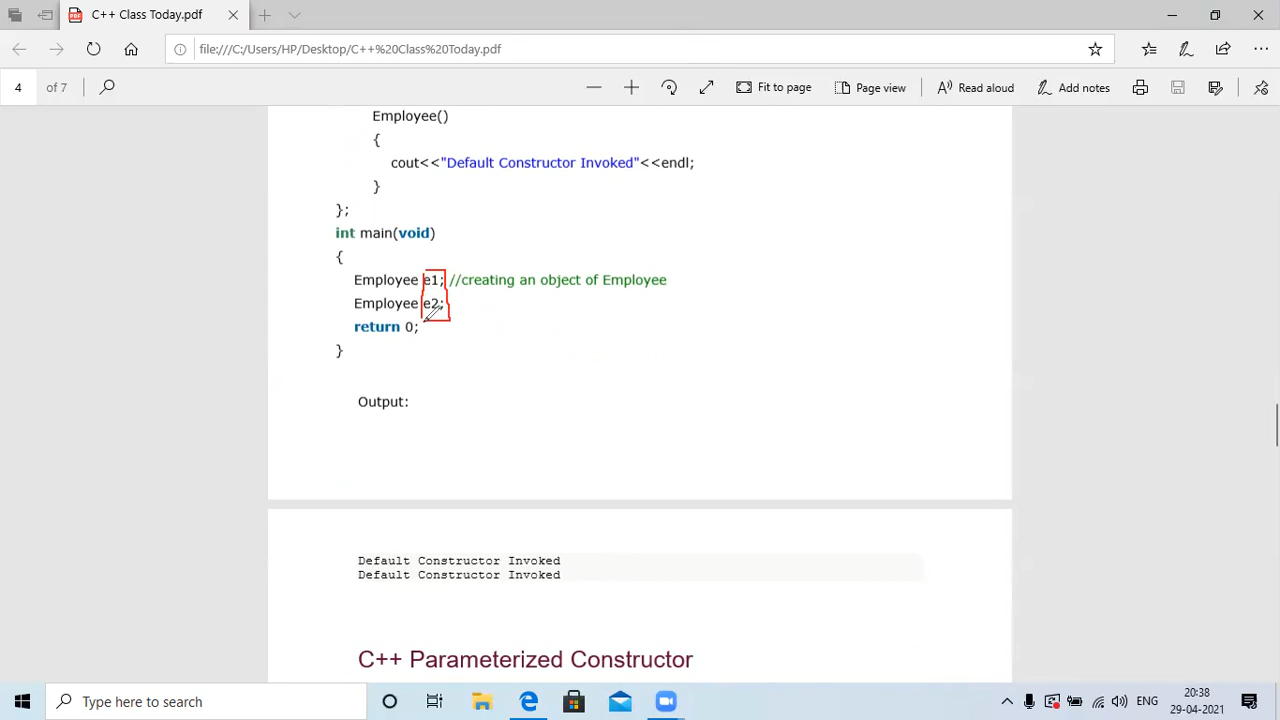 C++ Class Today.pdf
file:///C:/Users/HP/Desktop/C++%20Class%20Today.pdf
4 of 7
Fit to page
Page view
Read aloud
Add notes
Employee()
{
cout<<"Default Constructor Invoked"<<endl;
}
};
int main(void)
{
Employee e1; //creating an object of Employee
Employee e2;
return 0;
}
Output:
Default Constructor Invoked
Default Constructor Invoked
C++ Parameterized Constructor
Type here to search
ENG
20:38
29-04-2021